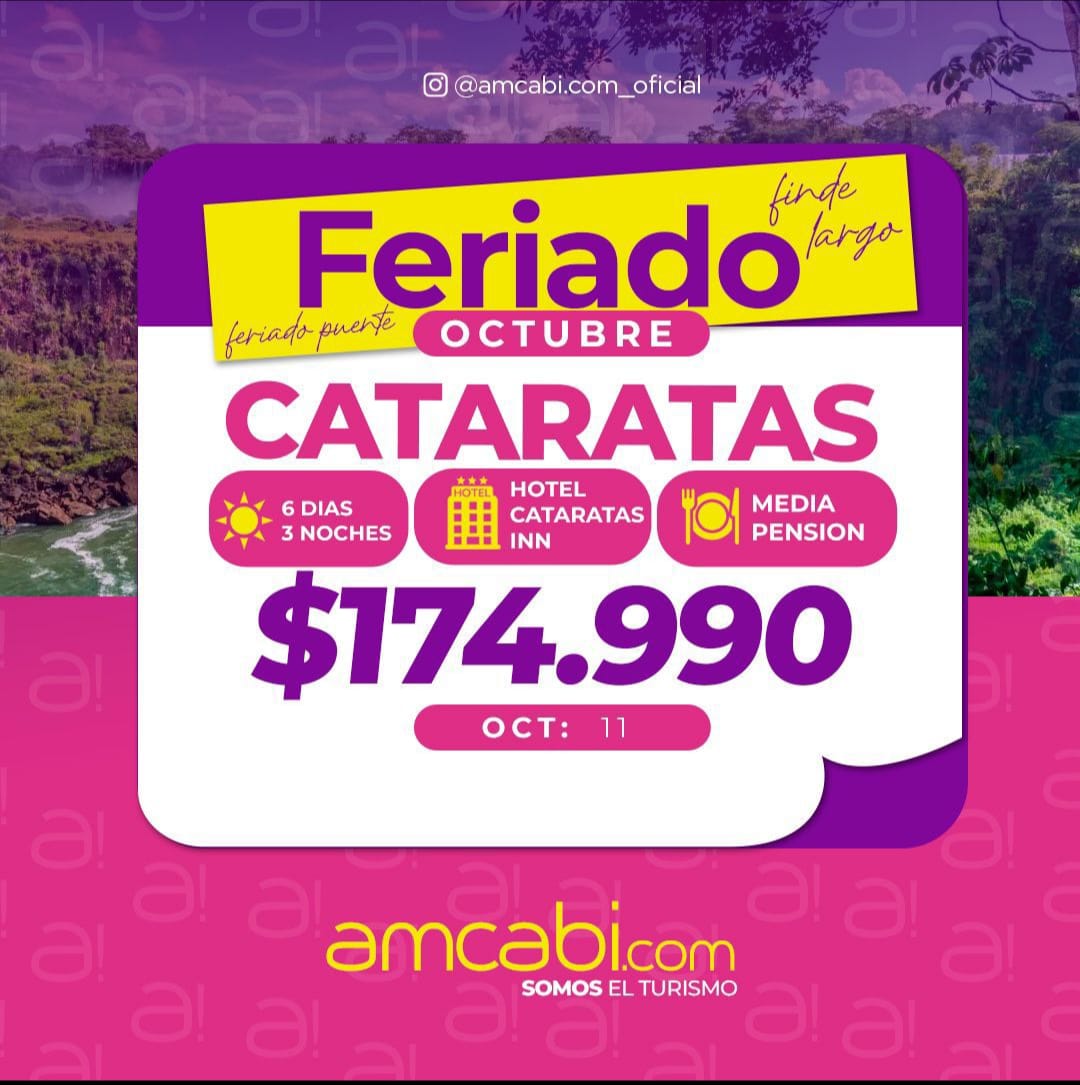 @amcabi.com_oficial
finde
largo
Feriado
feriado puente
OCTUBRE
CATARATAS
6 DIAS
3 NOCHES
HOTEL
HOTEL
CATARATAS
INN
MEDIA
PENSION
$174.990
OCT: 11
amcabi.com
SOMOS EL TURISMO